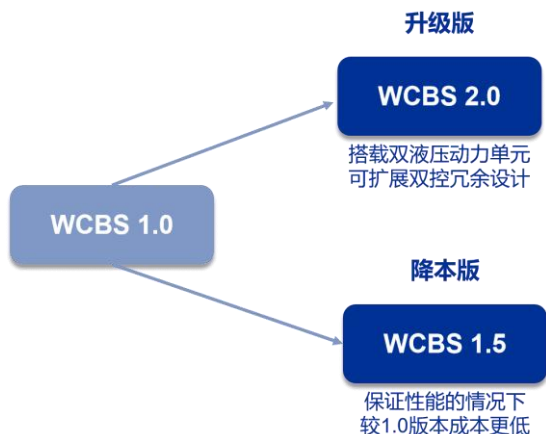 升级版
WCBS 2.0
搭载双液压动力单元
可扩展双控冗余设计
WCBS 1.0
降本版
WCBS 1.5
保证性能的情况下
较1.0版本成本更低